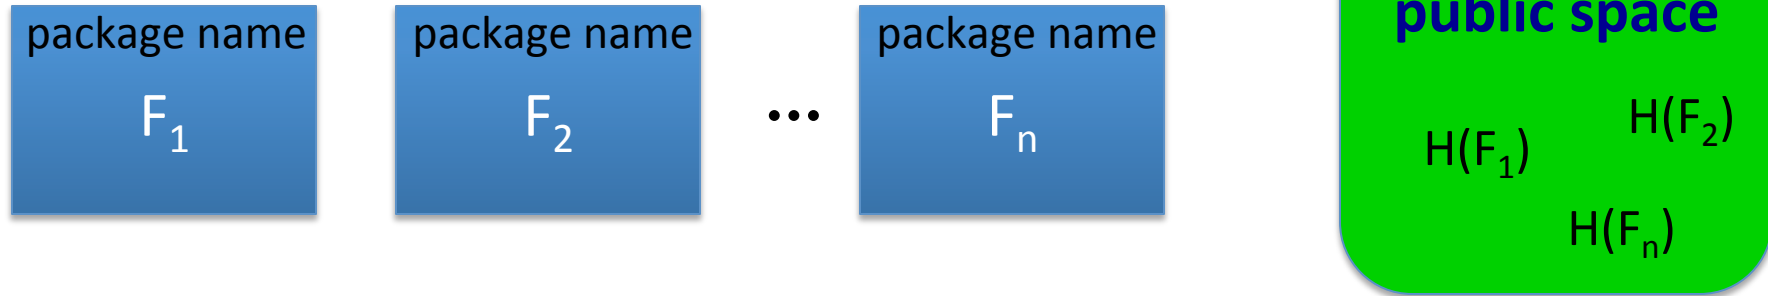 package name
F₁
package name
F₂
...
package name
Fₙ
public space
H(F₁)
H(F₂)
H(Fₙ)